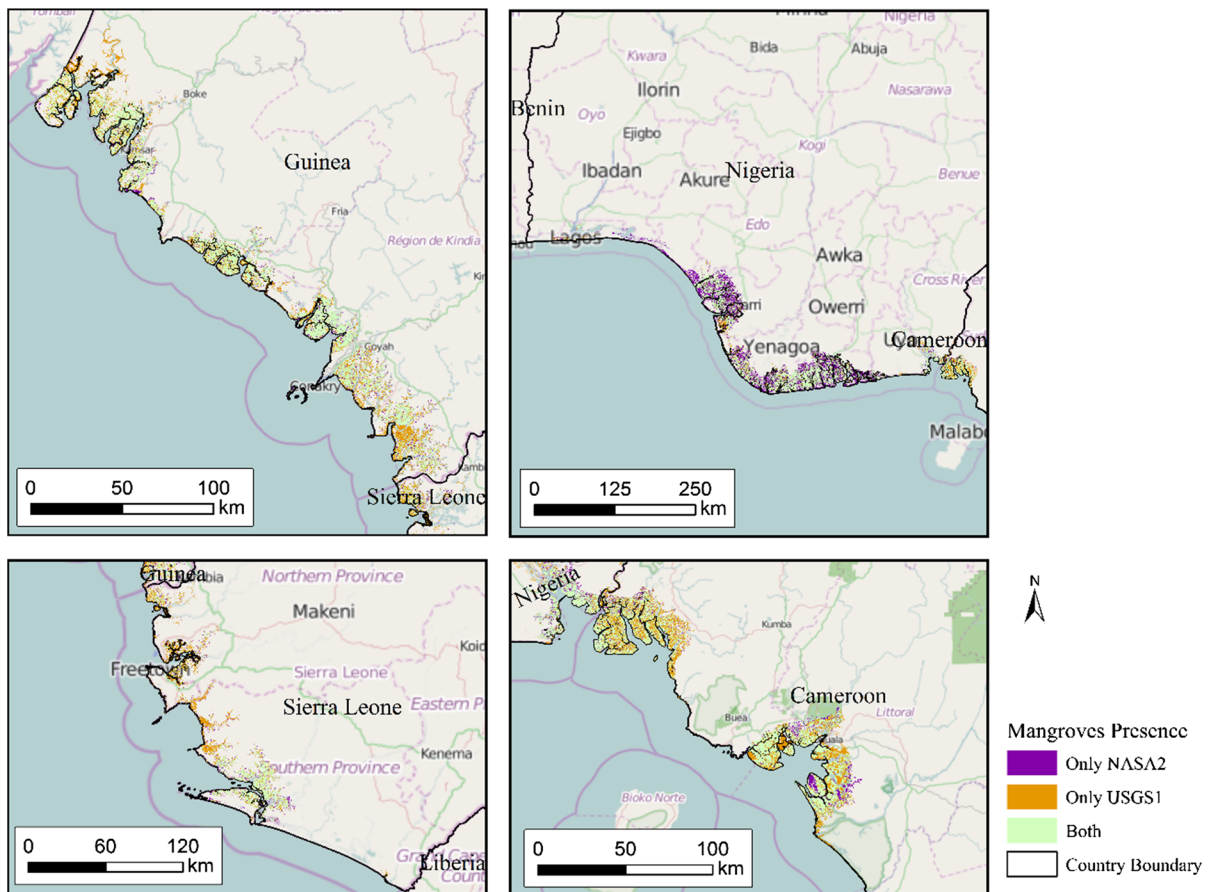 Boke
Guinea
Fria
Région de Kindia
Coyah
Conakry
Sierra Leone
0 50 100
km
Minna
Nigeria
Bida
Abuja
Kwara
Ilorin
Nasarawa
Benin
Oyo
Ejigbo
Kogi
Ibadan
Akure
Nigeria
Benue
Edo
Lagos
Awka
Cross River
Owerri
Yenagoa
Cameroon
Malabo
0 125 250
km
Guinea
Northern Province
Makeni
Freetown
Sierra Leone
Sierra Leone
Kenema
Southern Province
Liberia
0 60 120
km
Nigeria
Kumba
Cameroon
Buea
Littoral
Bioko Norte
0 50 100
km
N
Mangroves Presence
Only NASA2
Only USGS1
Both
Country Boundary